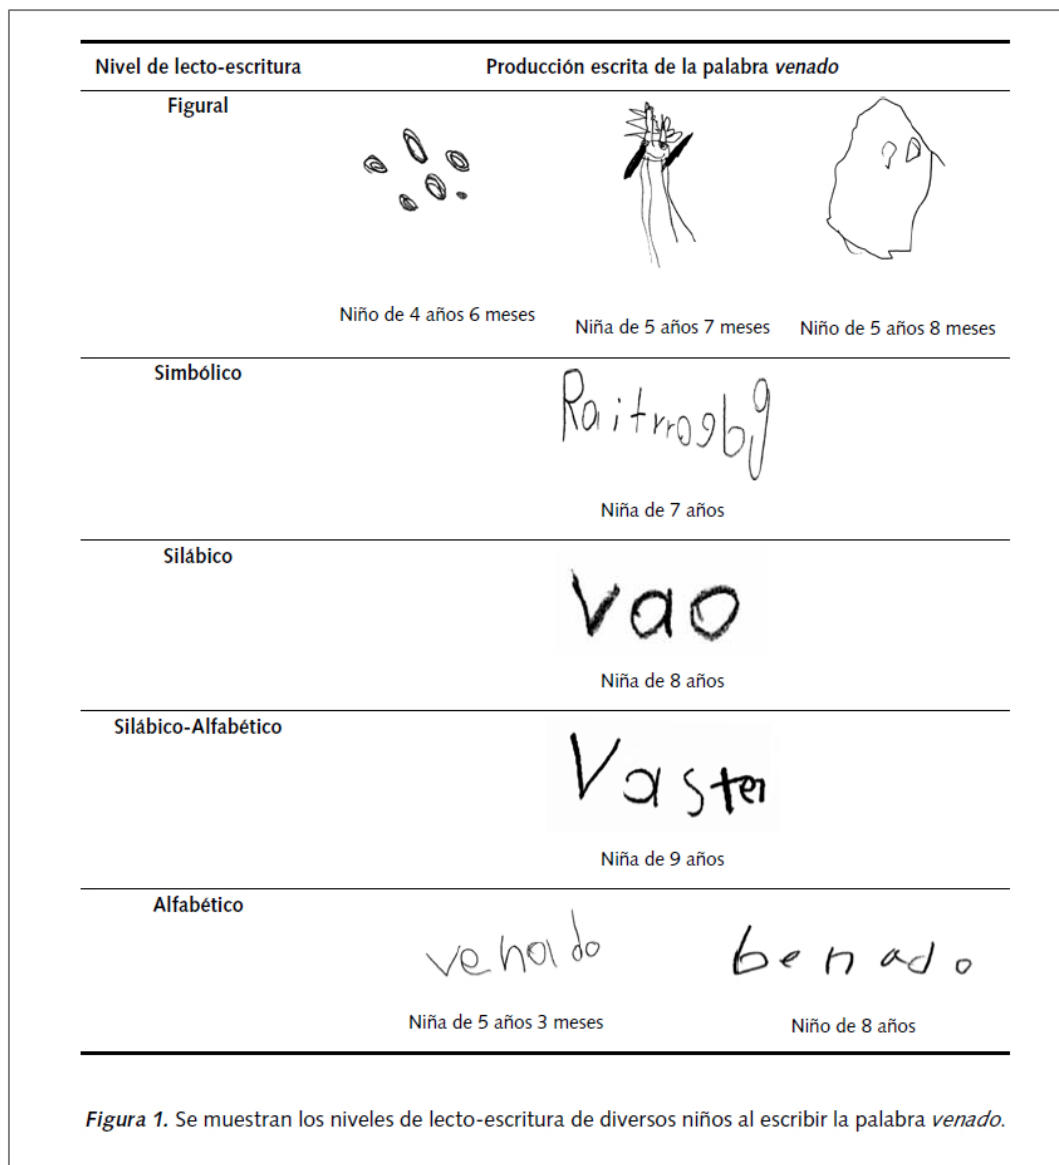 Nivel de lecto-escritura Producción escrita de la palabra venado
Figural
Niño de 4 años 6 meses Niña de 5 años 7 meses Niño de 5 años 8 meses
Simbólico
Raitrrogbg
Niña de 7 años
Silábico
vao
Niña de 8 años
Silábico-Alfabético
Vaster
Niña de 9 años
Alfabético
venado benado
Niña de 5 años 3 meses Niño de 8 años
Figura 1. Se muestran los niveles de lecto-escritura de diversos niños al escribir la palabra venado.